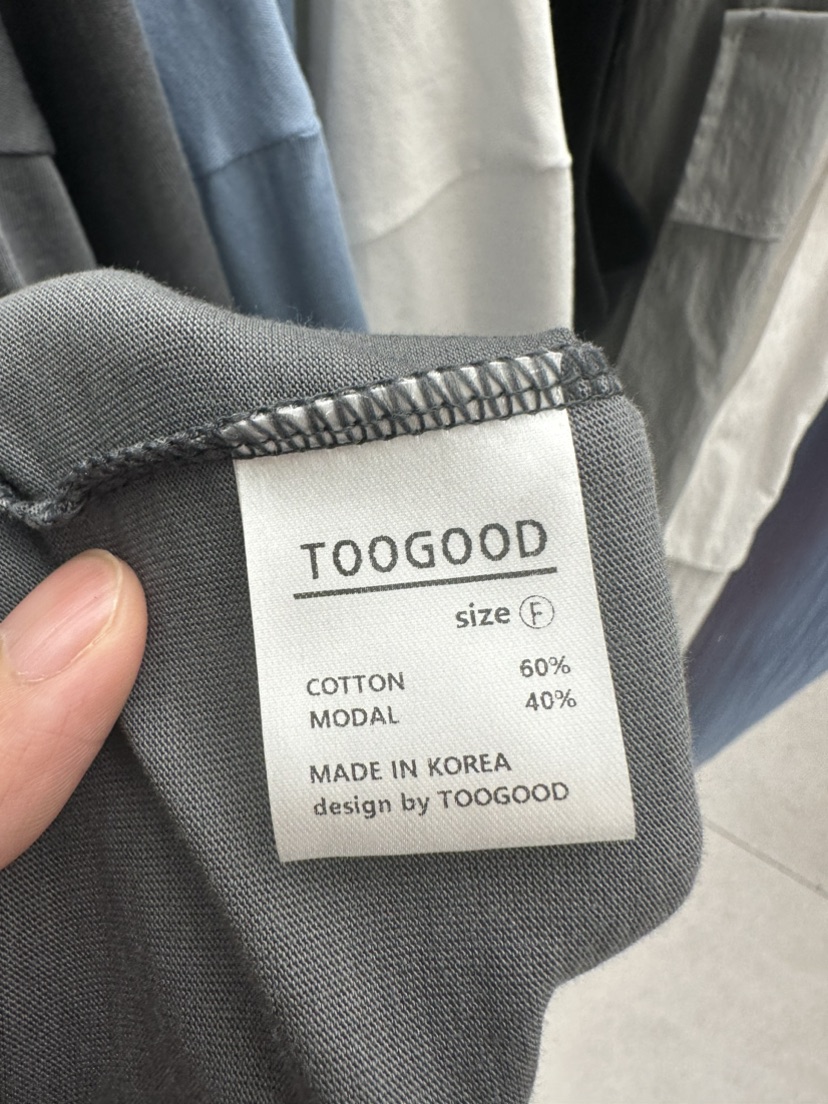 TOOGOOD
size Ⓕ
COTTON 60%
MODAL 40%
MADE IN KOREA
design by TOOGOOD